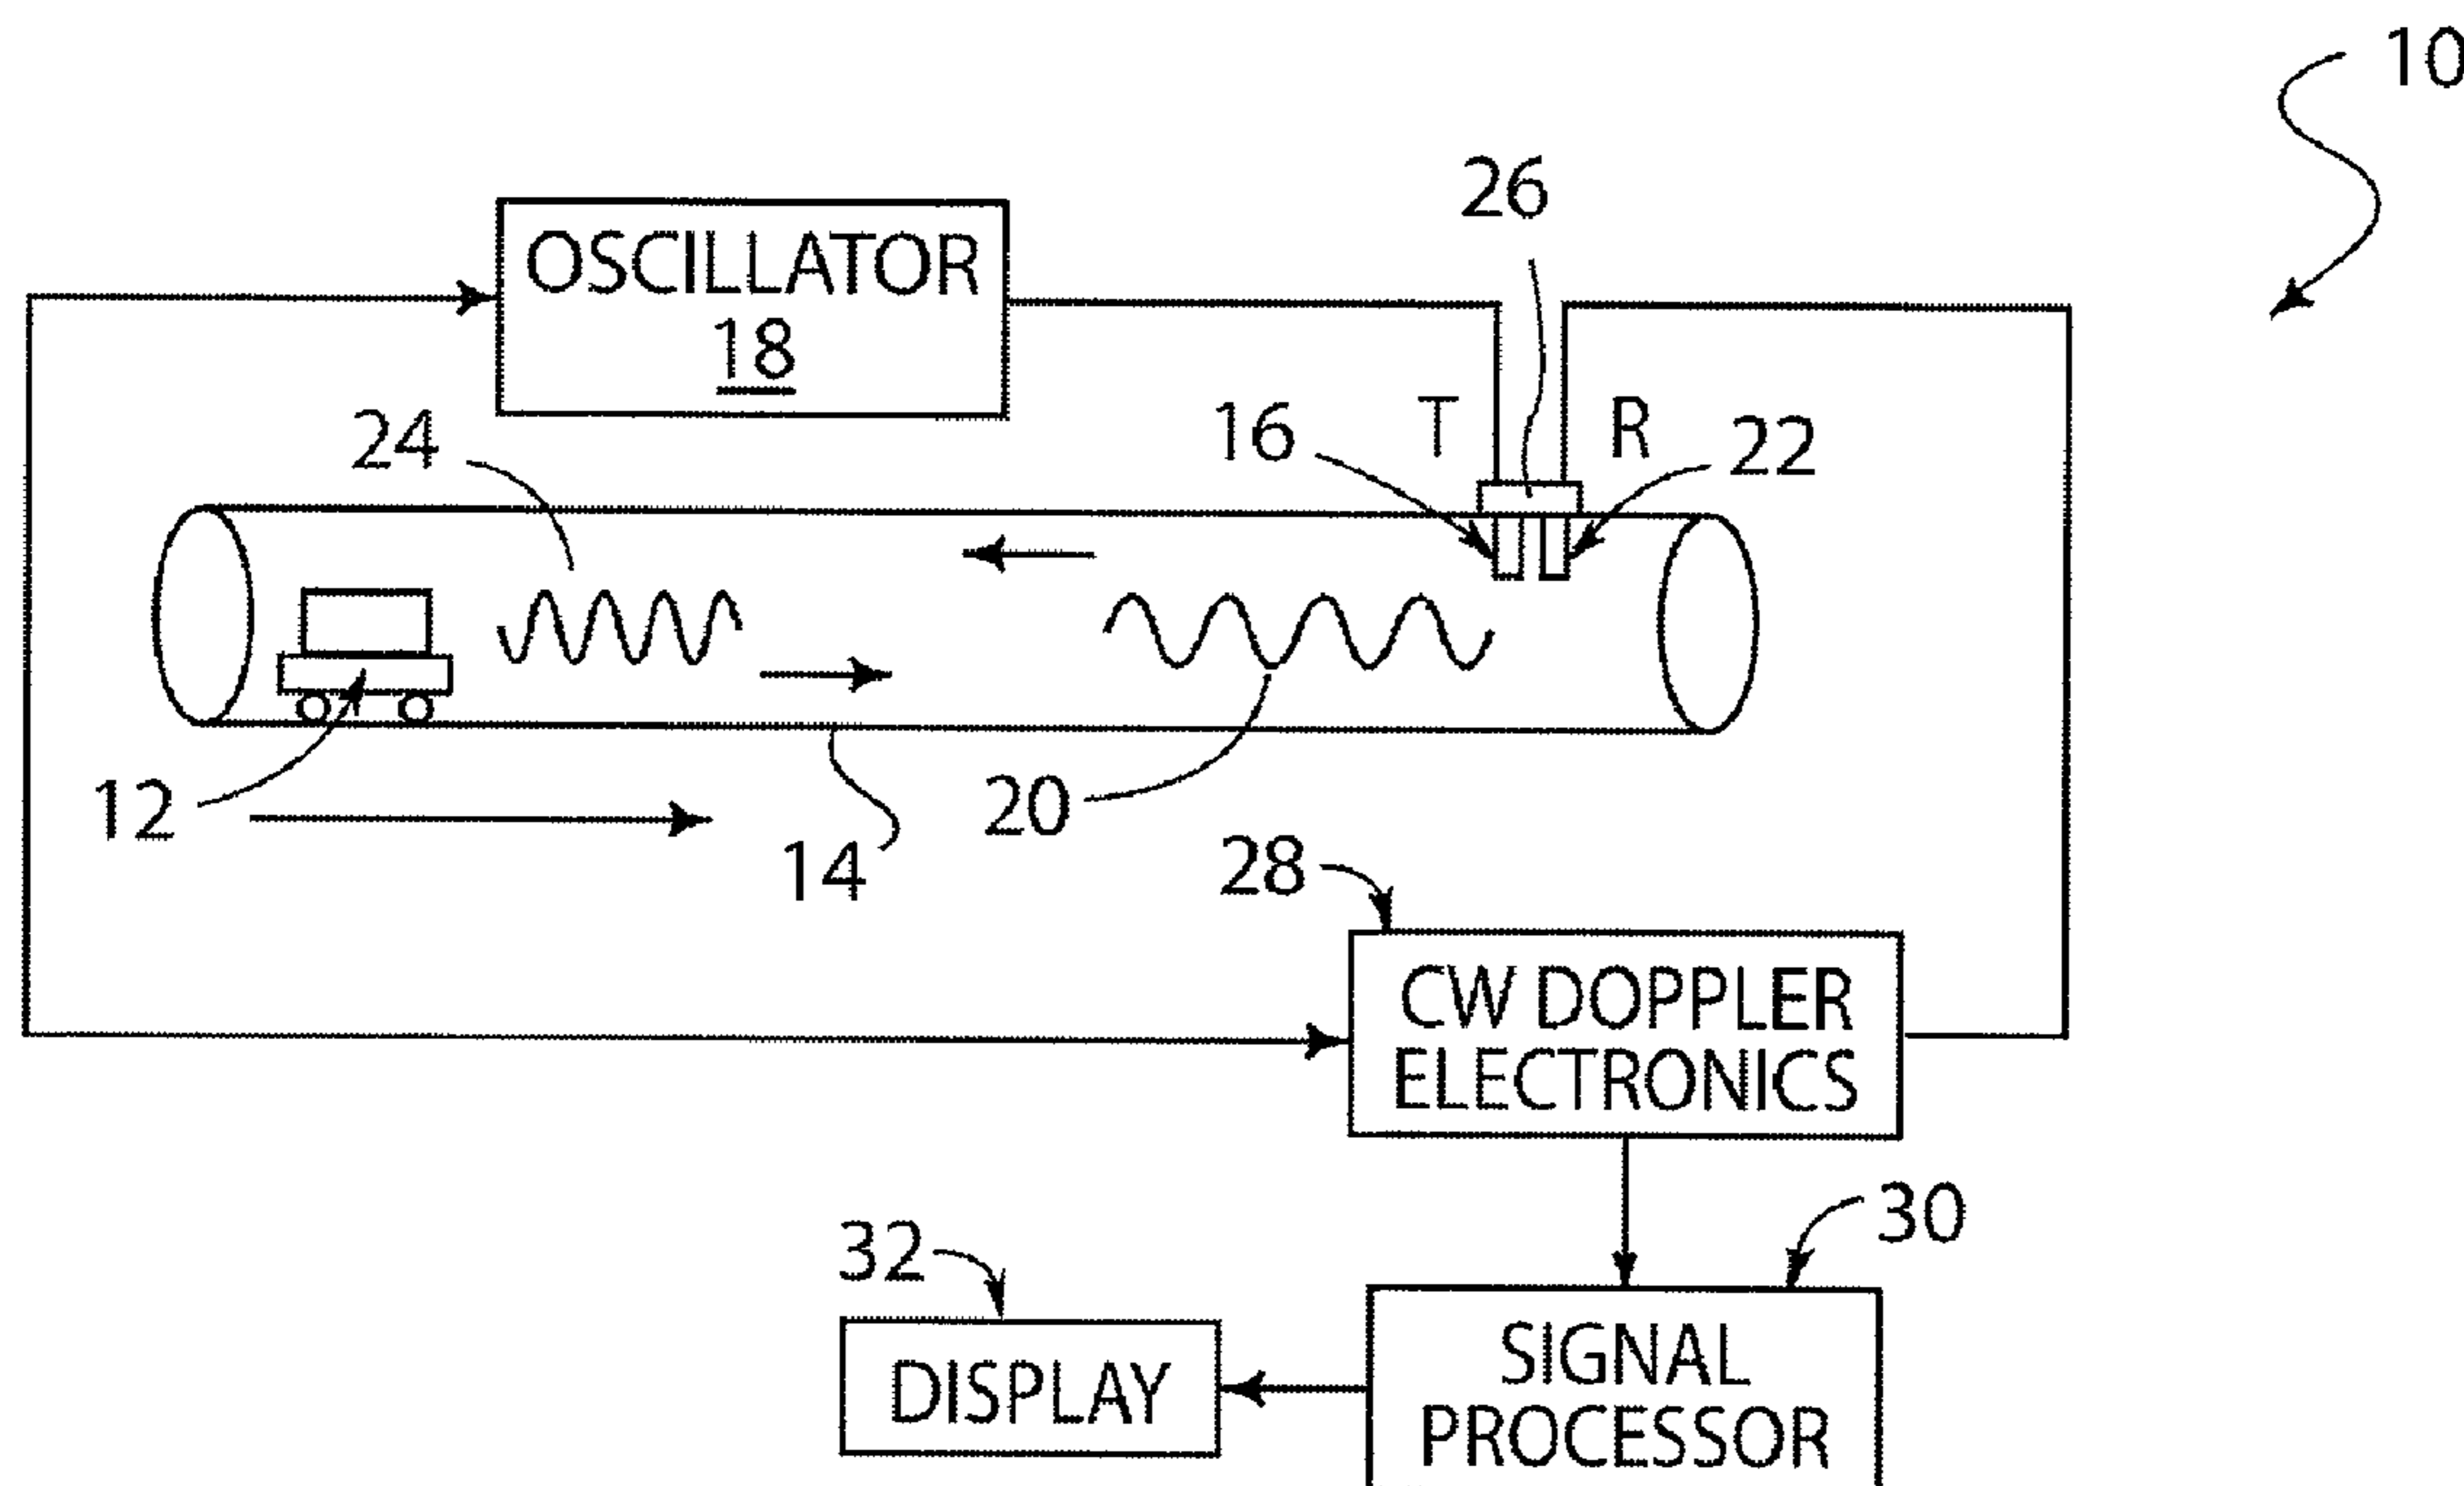 10
26
OSCILLATOR
18
24
16
T
R
22
12
14
20
28
CW DOPPLER
ELECTRONICS
30
32
SIGNAL
PROCESSOR
DISPLAY